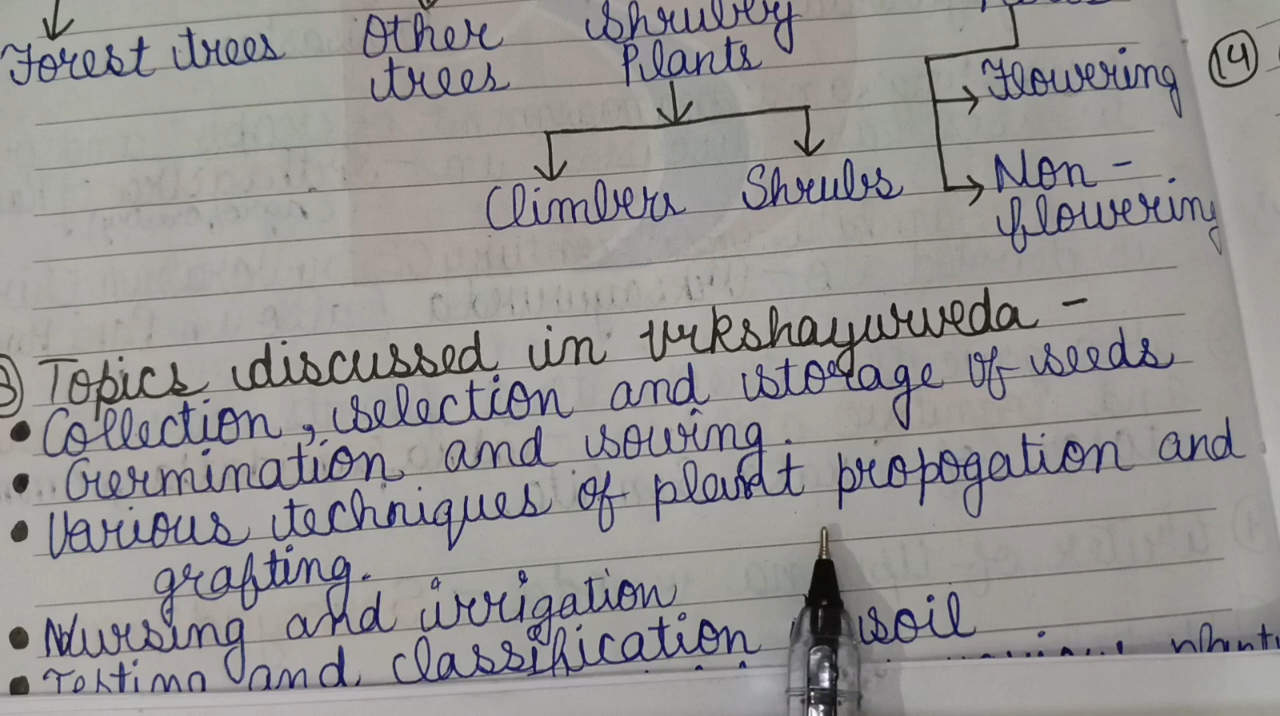 Forest trees Other trees Shrubery Plants
Flowering
(14)
Climbers Shrubs
Non - flowering
Topics discussed in vrkshayurveda -
• Collection, selection and storage of seeds
• Germination and sowing.
• Various techniques of plant propogation and
grafting.
• Nursing and irrigation
• Testing and classification soil